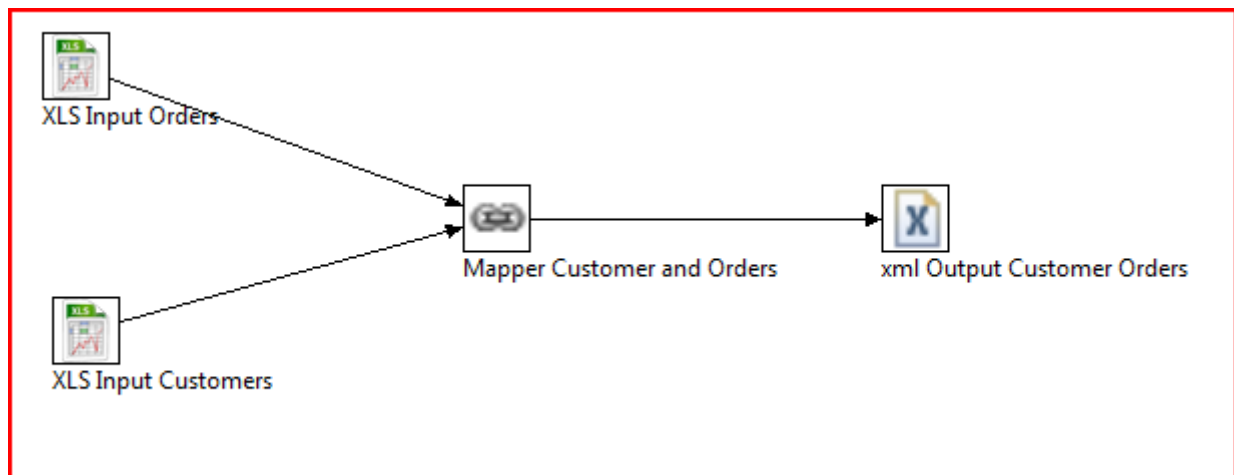 XLS
XLS Input Orders
Mapper Customer and Orders
X
xml Output Customer Orders
XLS
XLS Input Customers